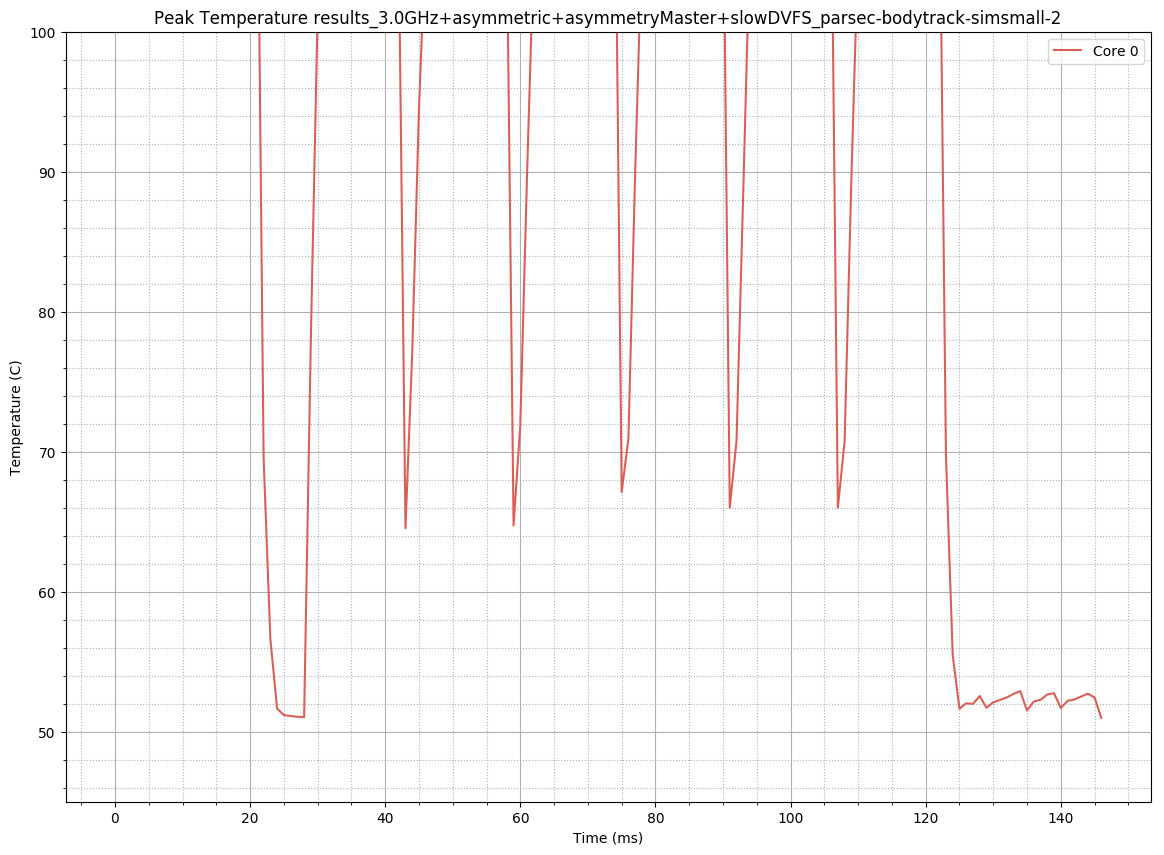 Peak Temperature results_3.0GHz+asymmetric+asymmetryMaster+slowDVFS_parsec-bodytrack-simsmall-2
Core 0
Temperature (C)
100
90
80
70
60
50
0 20 40 60 80 100 120 140
Time (ms)